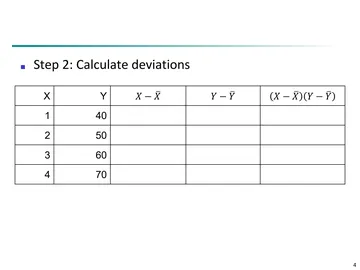 Step 2: Calculate deviations
X Y X − X̄ Y − Ȳ (X − X̄)(Y − Ȳ)
1 40
2 50
3 60
4 70
4